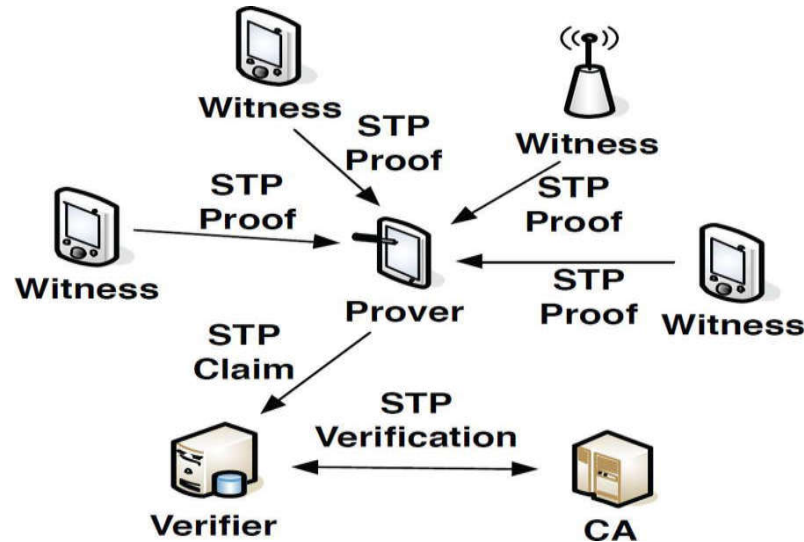 Witness
STP
Proof
Witness
STP
Proof
STP
Proof
Witness
Prover
STP
Proof
Witness
STP
Claim
STP
Verification
Verifier
CA